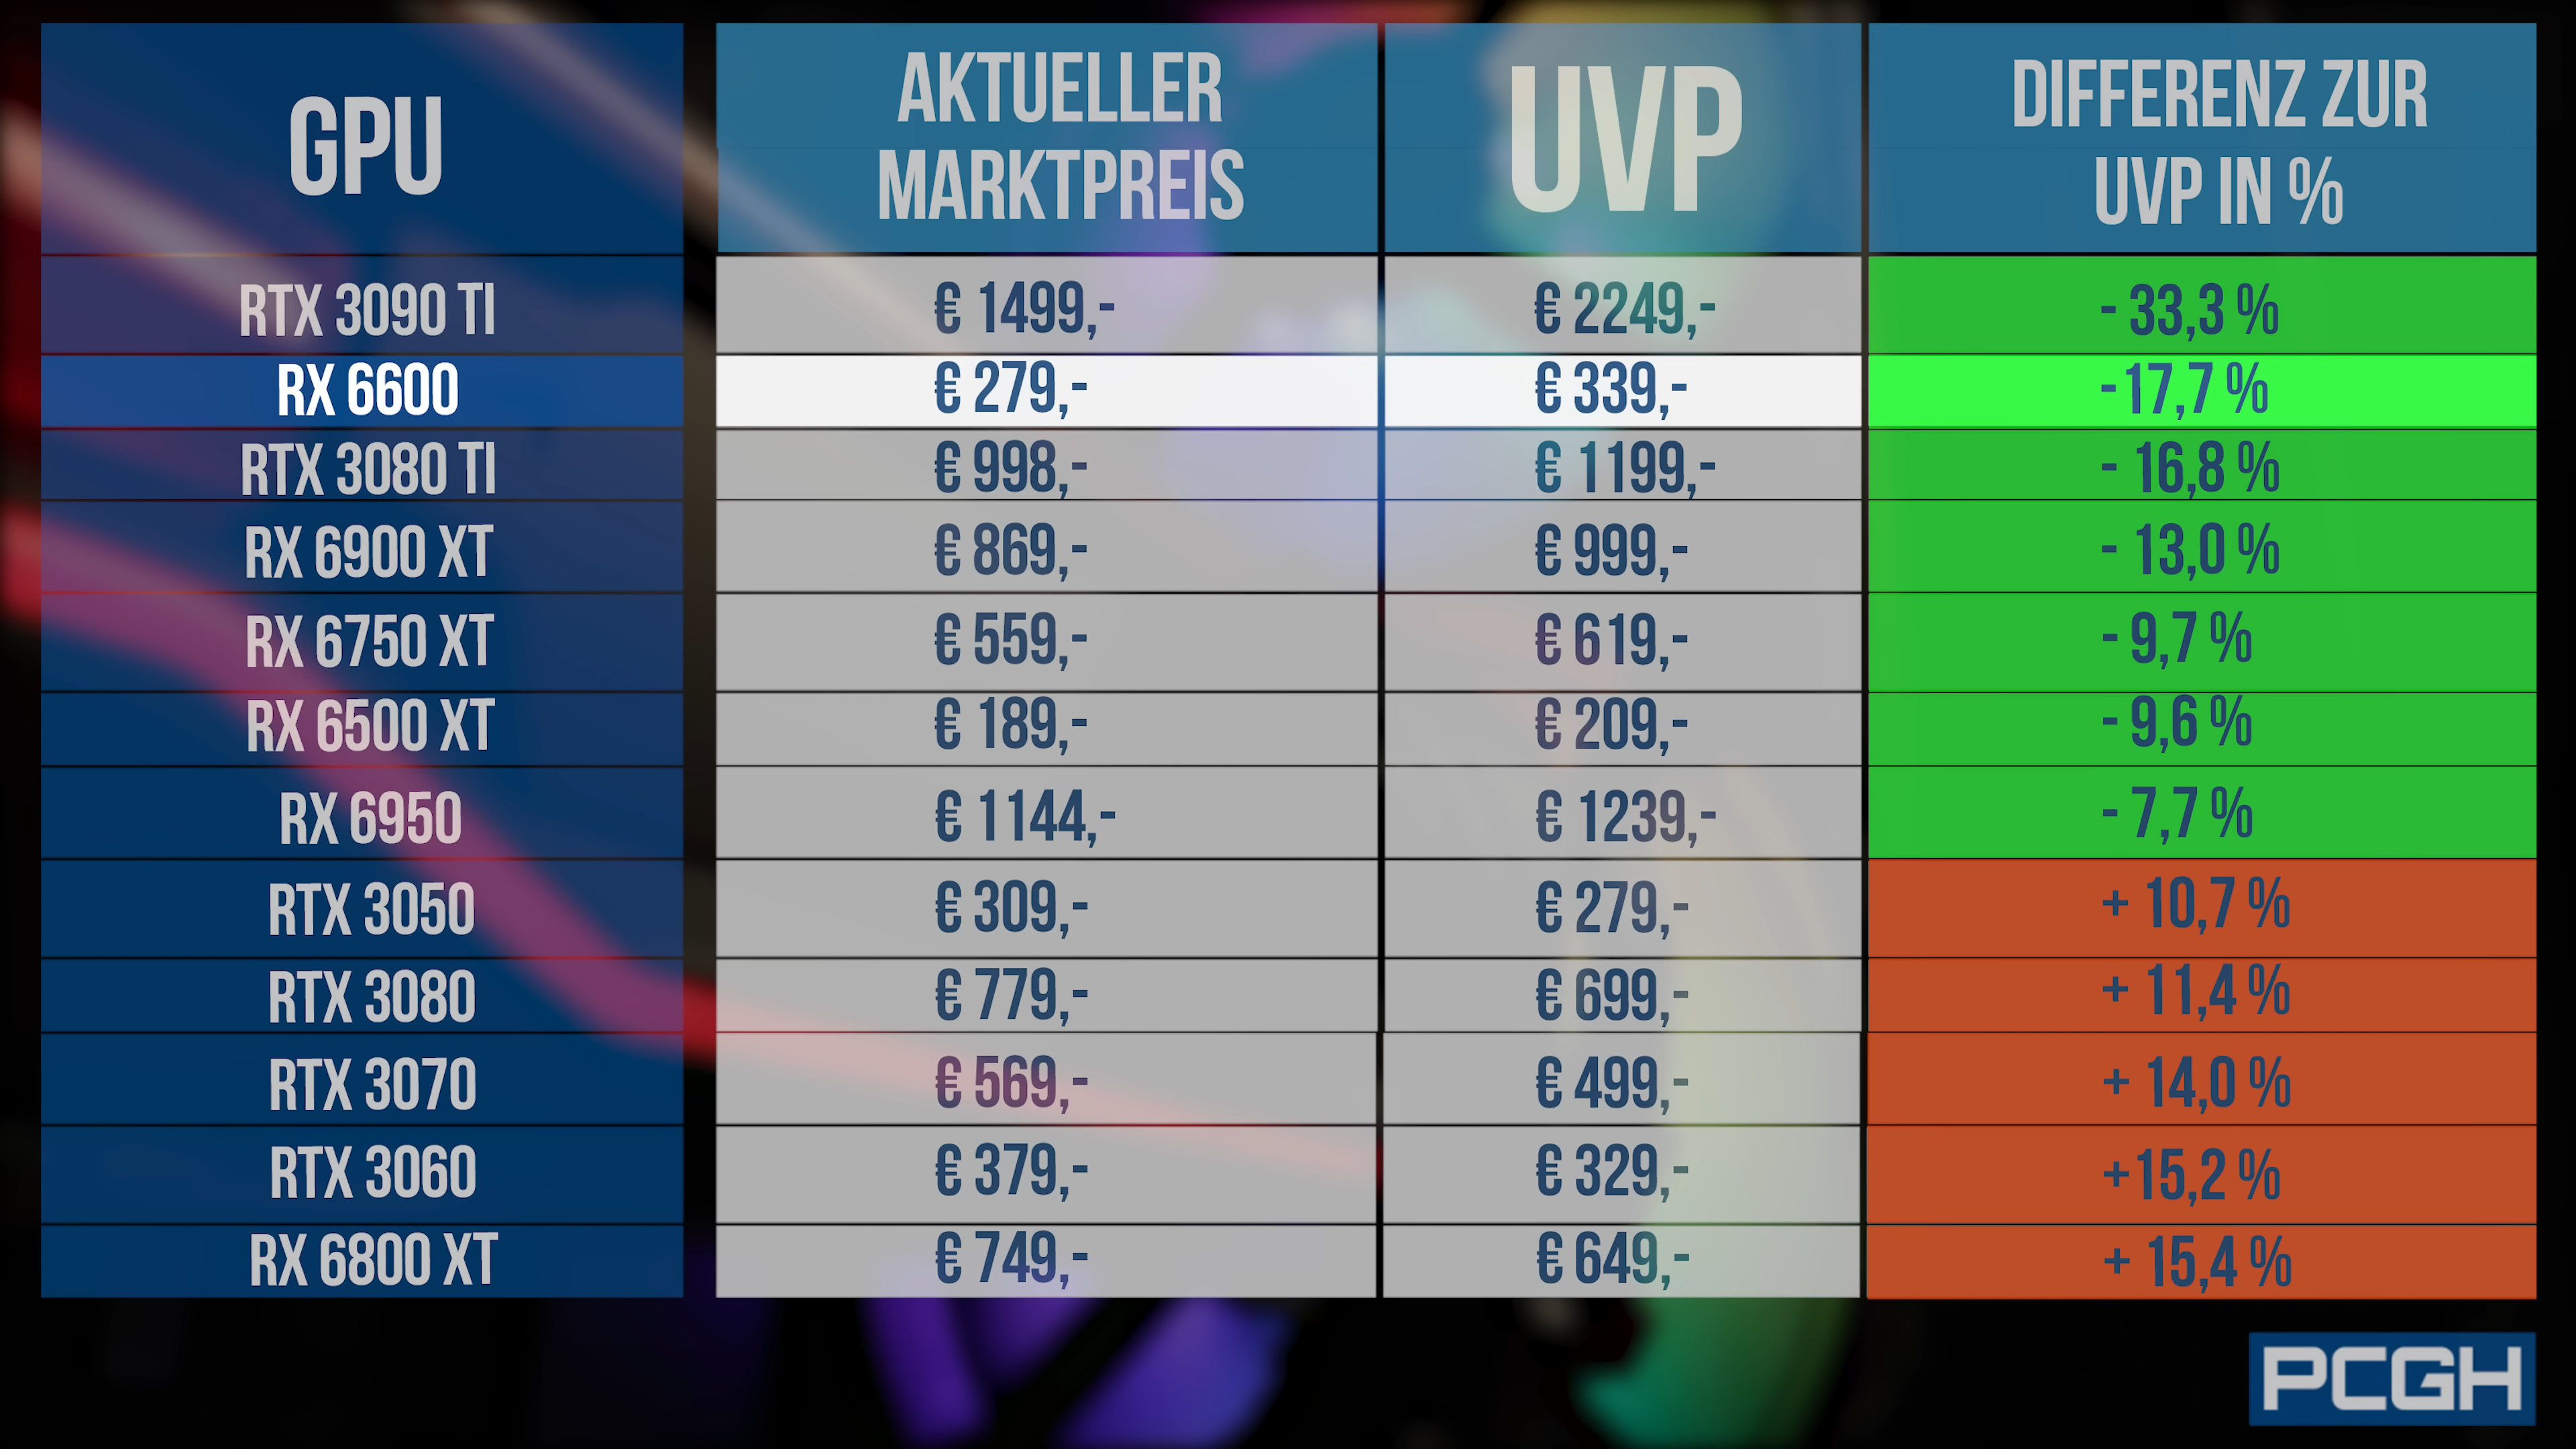 GPU
AKTUELLER
MARKTPREIS
UVP
DIFFERENZ ZUR
UVP IN %
RTX 3090 TI € 1499,- € 2249,- - 33,3 %
RX 6600 € 279,- € 339,- -17,7 %
RTX 3080 TI € 998,- € 1199,- - 16,8 %
RX 6900 XT € 869,- € 999,- - 13,0 %
RX 6750 XT € 559,- € 619,- - 9,7 %
RX 6500 XT € 189,- € 209,- - 9,6 %
RX 6950 € 1144,- € 1239,- - 7,7 %
RTX 3050 € 309,- € 279,- + 10,7 %
RTX 3080 € 779,- € 699,- + 11,4 %
RTX 3070 € 569,- € 499,- + 14,0 %
RTX 3060 € 379,- € 329,- +15,2 %
RX 6800 XT € 749,- € 649,- + 15,4 %
PCGH